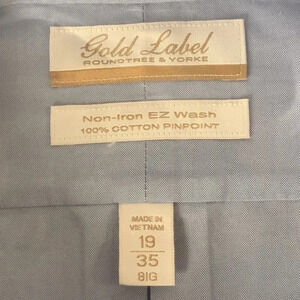 Gold Label
ROUNDTREE & YORKE
Non-Iron EZ Wash
100% COTTON PINPOINT
MADE IN
VIETNAM
19
35
BIG